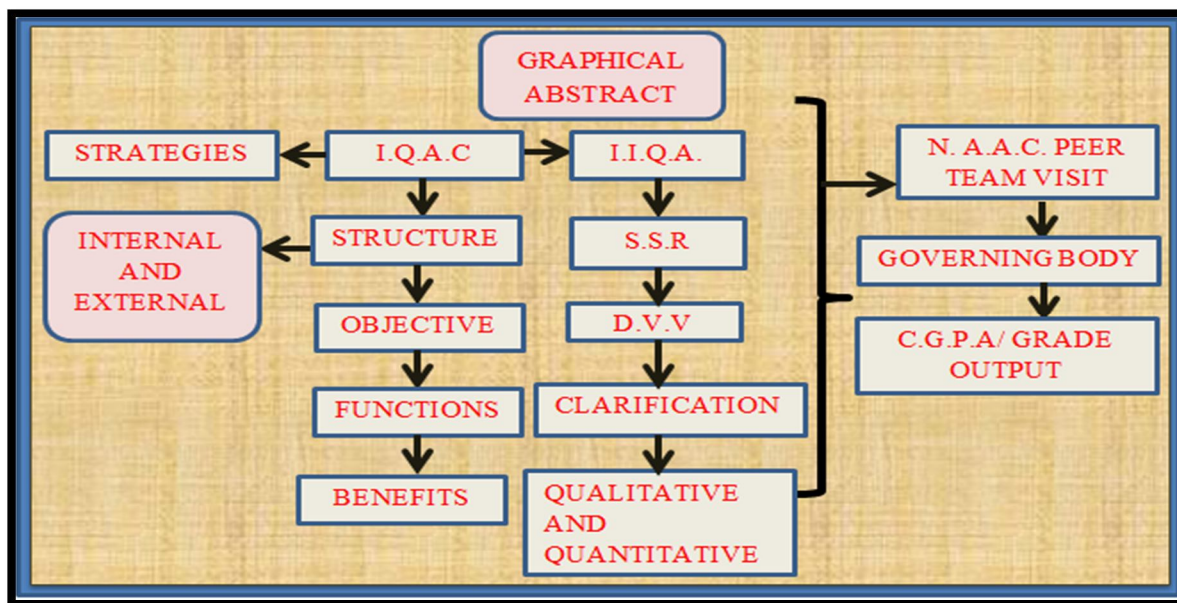 GRAPHICAL
ABSTRACT
STRATEGIES
I.Q.A.C
I.I.Q.A.
N. A.A.C. PEER
TEAM VISIT
INTERNAL
AND
EXTERNAL
STRUCTURE
S.S.R
GOVERNING BODY
OBJECTIVE
D.V.V
C.G.P.A/ GRADE
OUTPUT
FUNCTIONS
CLARIFICATION
BENEFITS
QUALITATIVE
AND
QUANTITATIVE